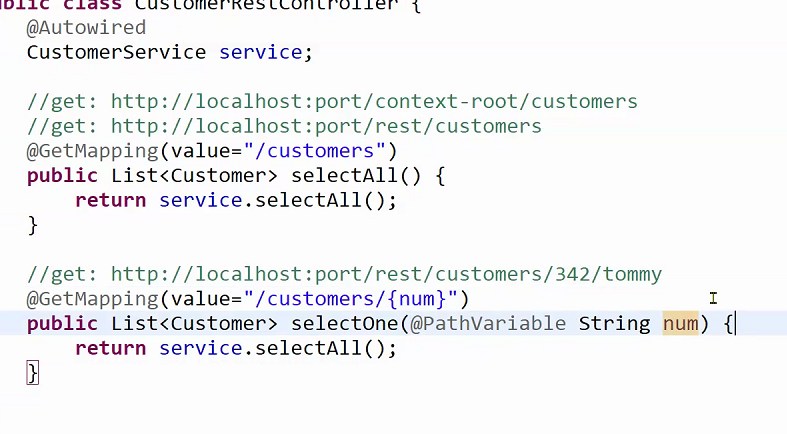 public class CustomerRestController {
@Autowired
CustomerService service;
//get: http://localhost:port/context-root/customers
//get: http://localhost:port/rest/customers
@GetMapping(value="/customers")
public List<Customer> selectAll() {
return service.selectAll();
}
//get: http://localhost:port/rest/customers/342/tommy
@GetMapping(value="/customers/{num}")
public List<Customer> selectOne(@PathVariable String num) {
return service.selectAll();
}